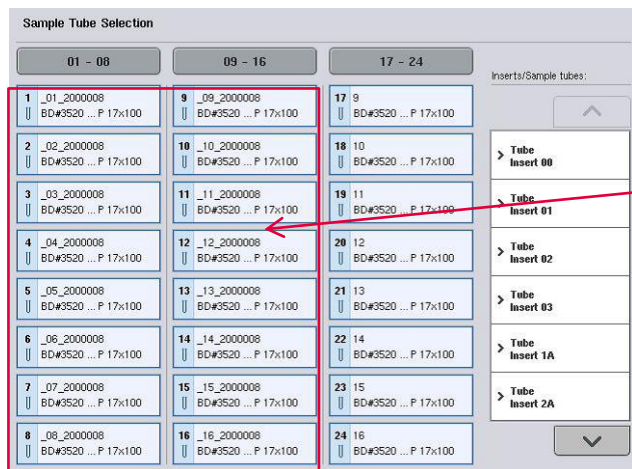 Sample Tube Selection
01 - 08
09 - 16
17 - 24
Inserts/Sample tubes:
1 _01_2000008
BD#3520 ... P 17x100
2 _02_2000008
BD#3520 ... P 17x100
3 _03_2000008
BD#3520 ... P 17x100
4 _04_2000008
BD#3520 ... P 17x100
5 _05_2000008
BD#3520 ... P 17x100
6 _06_2000008
BD#3520 ... P 17x100
7 _07_2000008
BD#3520 ... P 17x100
8 _08_2000008
BD#3520 ... P 17x100
9 _09_2000008
BD#3520 ... P 17x100
10 _10_2000008
BD#3520 ... P 17x100
11 _11_2000008
BD#3520 ... P 17x100
12 _12_2000008
BD#3520 ... P 17x100
13 _13_2000008
BD#3520 ... P 17x100
14 _14_2000008
BD#3520 ... P 17x100
15 _15_2000008
BD#3520 ... P 17x100
16 _16_2000008
BD#3520 ... P 17x100
17 9
BD#3520 ... P 17x100
18 10
BD#3520 ... P 17x100
19 11
BD#3520 ... P 17x100
20 12
BD#3520 ... P 17x100
21 13
BD#3520 ... P 17x100
22 14
BD#3520 ... P 17x100
23 15
BD#3520 ... P 17x100
24 16
BD#3520 ... P 17x100
Tube
Insert 00
Tube
Insert 01
Tube
Insert 02
Tube
Insert 03
Tube
Insert 1A
Tube
Insert 2A